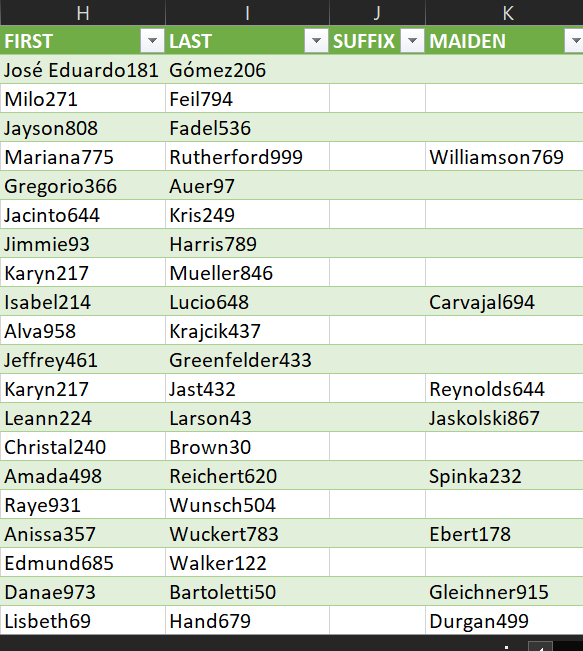 H I J K
FIRST LAST SUFFIX MAIDEN
José Eduardo181 Gómez206
Milo271 Feil794
Jayson808 Fadel536
Mariana775 Rutherford999 Williamson769
Gregorio366 Auer97
Jacinto644 Kris249
Jimmie93 Harris789
Karyn217 Mueller846
Isabel214 Lucio648 Carvajal694
Alva958 Krajcik437
Jeffrey461 Greenfelder433
Karyn217 Jast432 Reynolds644
Leann224 Larson43 Jaskolski867
Christal240 Brown30
Amada498 Reichert620 Spinka232
Raye931 Wunsch504
Anissa357 Wuckert783 Ebert178
Edmund685 Walker122
Danae973 Bartoletti50 Gleichner915
Lisbeth69 Hand679 Durgan499